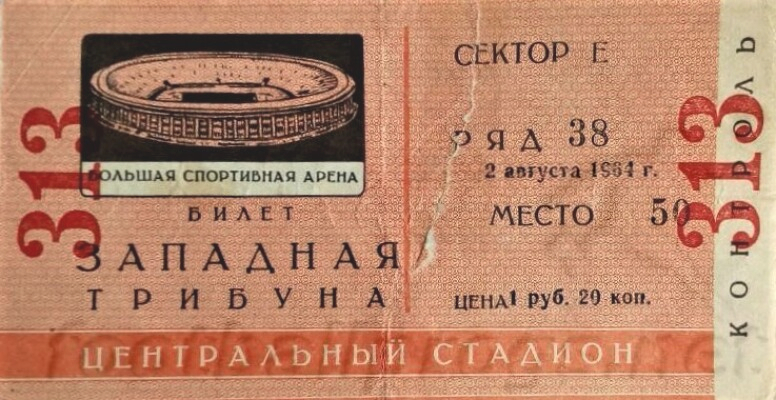 313
БОЛЬШАЯ СПОРТИВНАЯ АРЕНА
БИЛЕТ
ЗАПАДНАЯ
ТРИБУНА
СЕКТОР Е
РЯД 38
2 августа 1964 г.
МЕСТО 50
ЦЕНА 1 руб. 20 коп.
313
КОНТРОЛЬ
ЦЕНТРАЛЬНЫЙ СТАДИОН